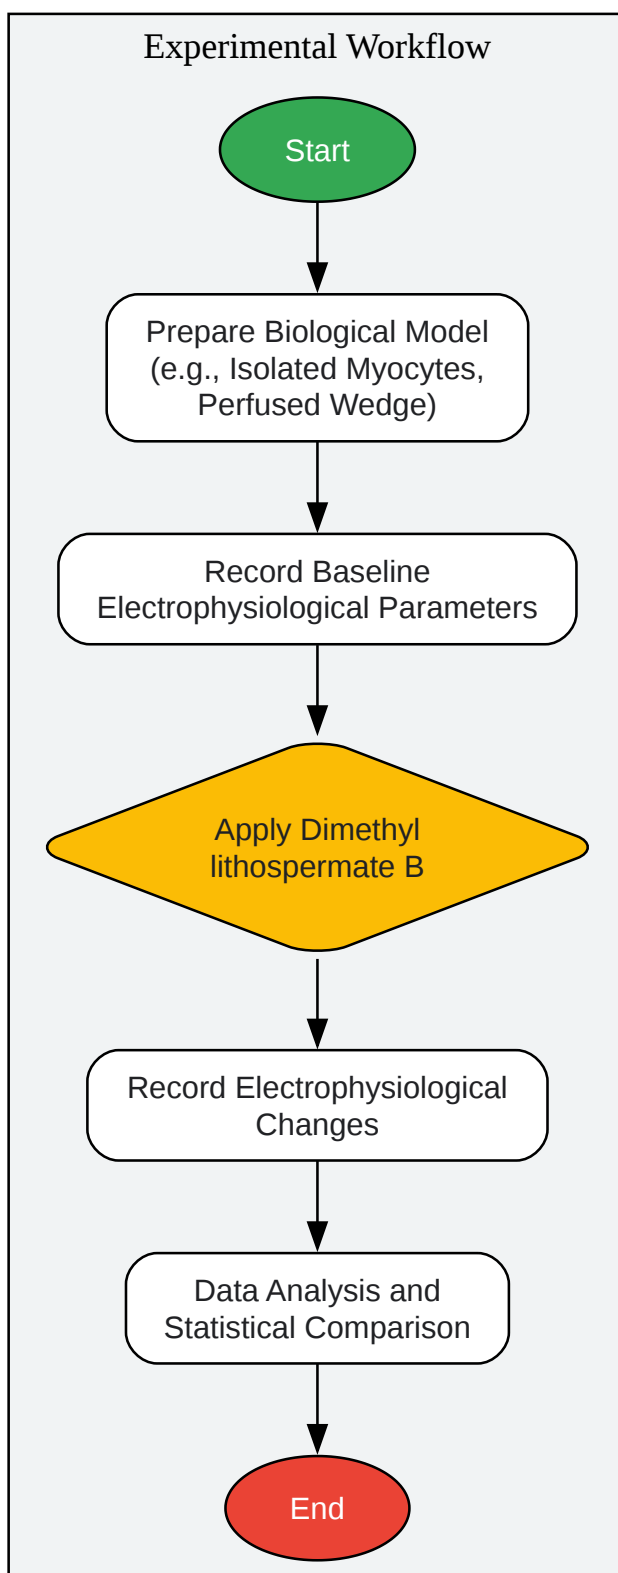 Experimental Workflow
Start
Prepare Biological Model
(e.g., Isolated Myocytes,
Perfused Wedge)
Record Baseline
Electrophysiological Parameters
Apply Dimethyl
lithospermate B
Record Electrophysiological
Changes
Data Analysis and
Statistical Comparison
End